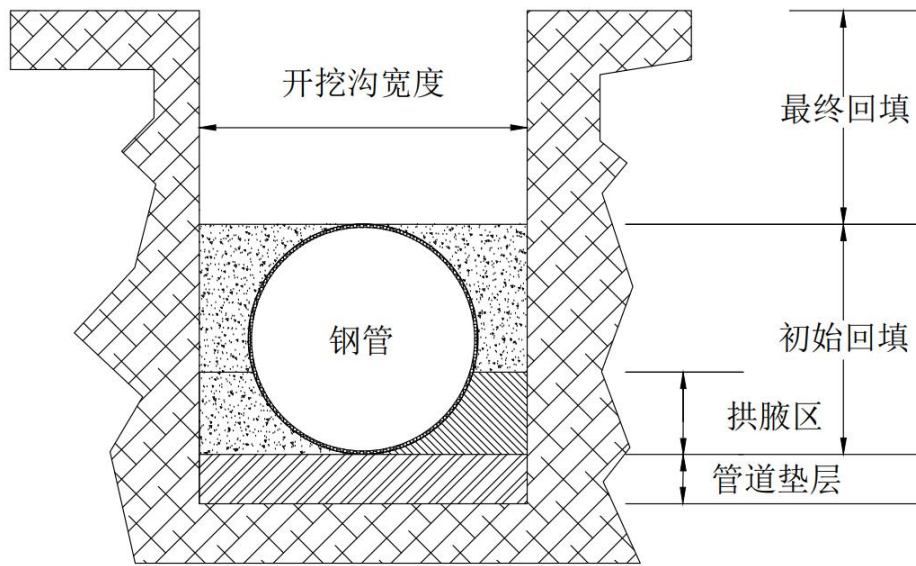 开挖沟宽度
最终回填
钢管
初始回填
拱腋区
管道垫层